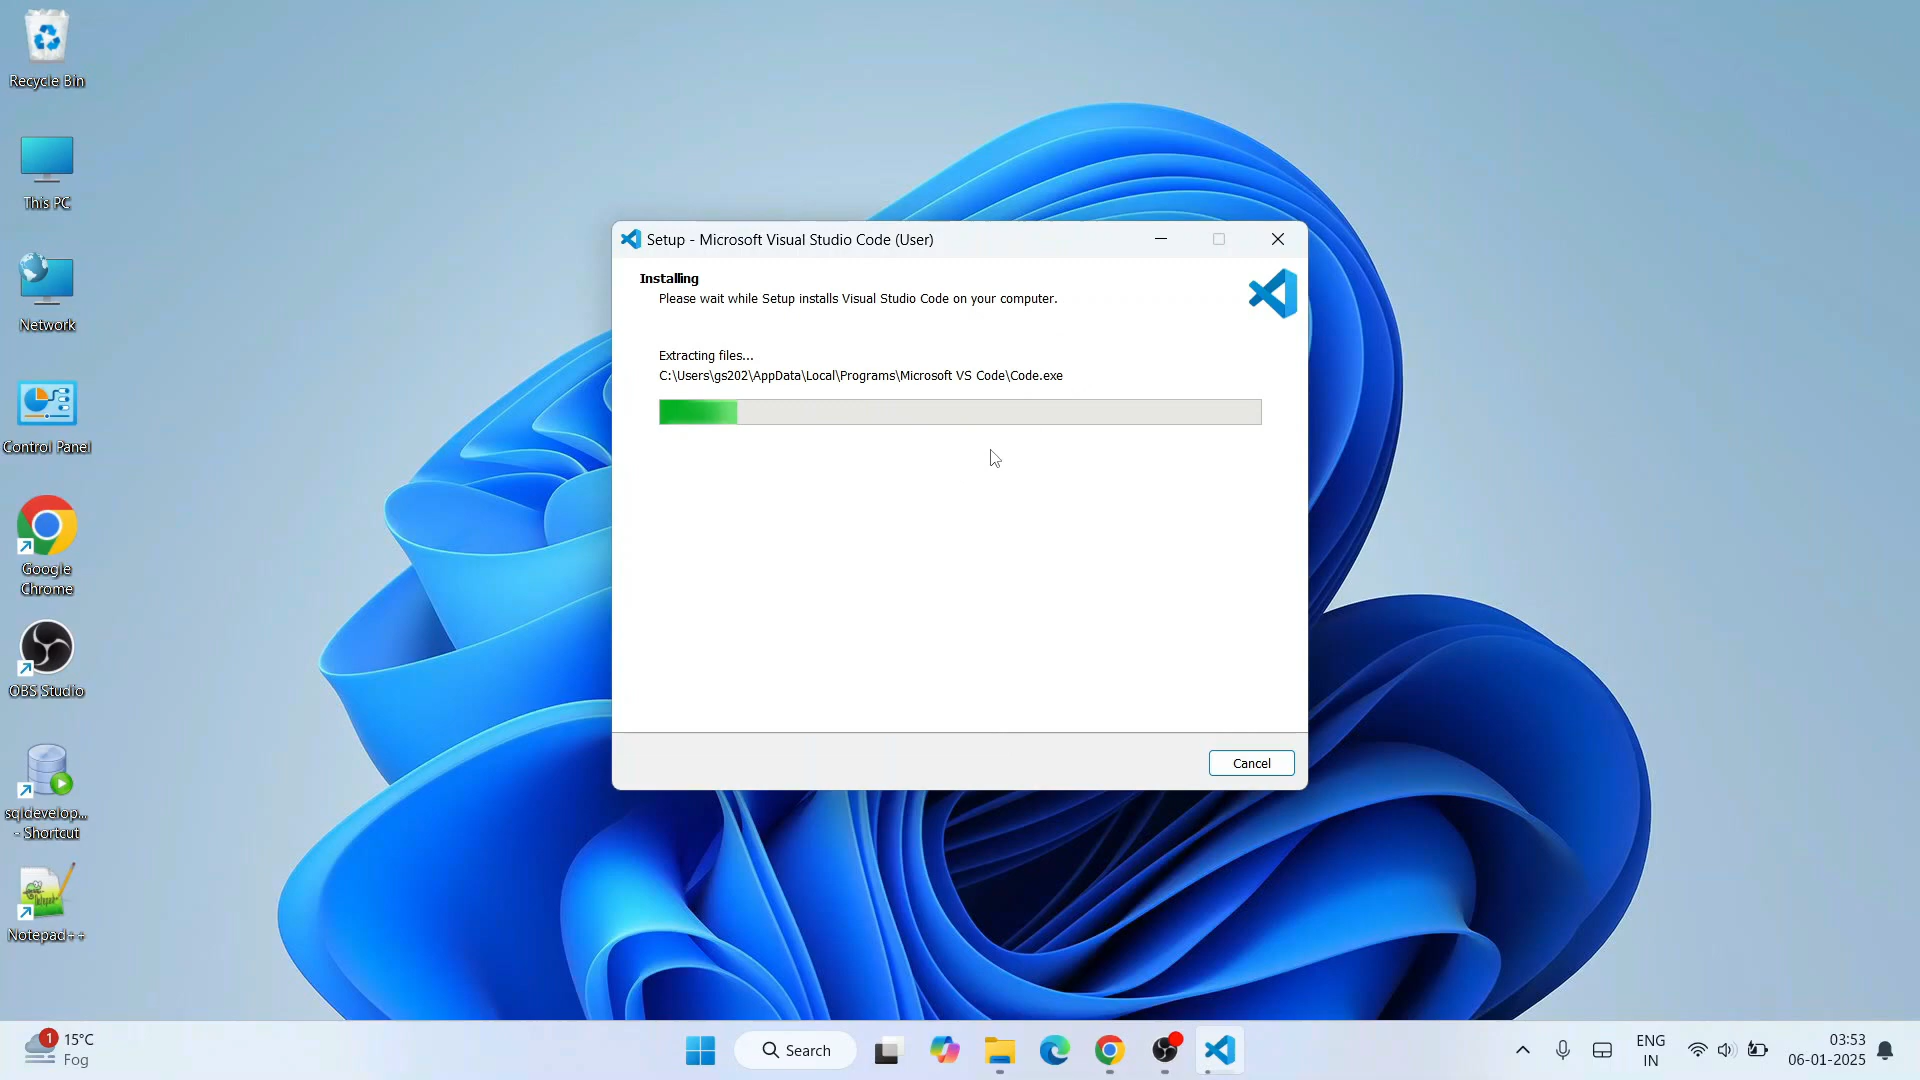 Recycle Bin
This PC
Network
Control Panel
Google
Chrome
OBS Studio
sqldevelop...
- Shortcut
Notepad++
Setup - Microsoft Visual Studio Code (User)
Installing
Please wait while Setup installs Visual Studio Code on your computer.
Extracting files...
C:\Users\gs202\AppData\Local\Programs\Microsoft VS Code\Code.exe
Cancel
1
15°C
Fog
Search
ENG
IN
03:53
06-01-2025